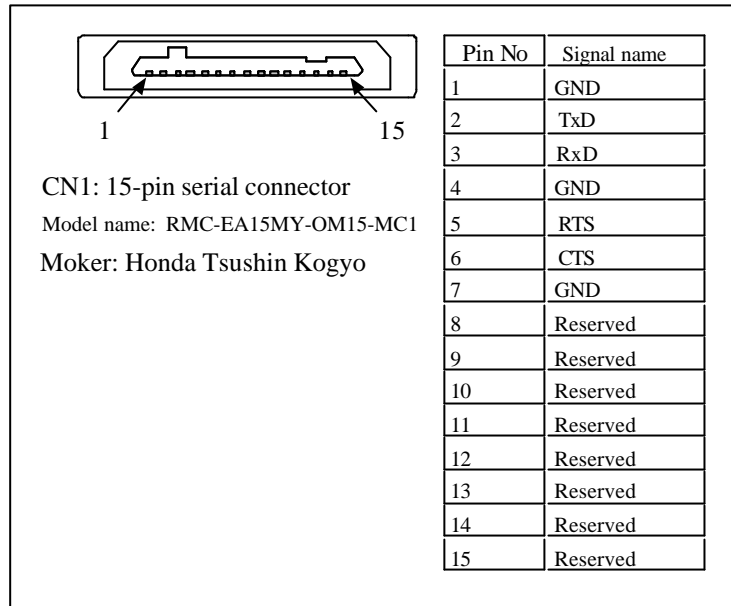 1
15
CN1: 15-pin serial connector
Model name: RMC-EA15MY-OM15-MC1
Moker: Honda Tsushin Kogyo
Pin No Signal name
1 GND
2 TxD
3 RxD
4 GND
5 RTS
6 CTS
7 GND
8 Reserved
9 Reserved
10 Reserved
11 Reserved
12 Reserved
13 Reserved
14 Reserved
15 Reserved